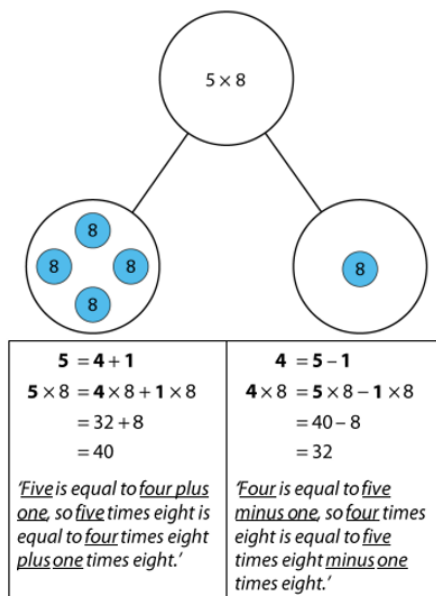 5 × 8
8
8 8
8
8
5 = 4 + 1
5 × 8 = 4 × 8 + 1 × 8
= 32 + 8
= 40
'Five is equal to four plus
one, so five times eight is
equal to four times eight
plus one times eight.'
4 = 5 – 1
4 × 8 = 5 × 8 – 1 × 8
= 40 – 8
= 32
'Four is equal to five
minus one, so four times
eight is equal to five
times eight minus one
times eight.'